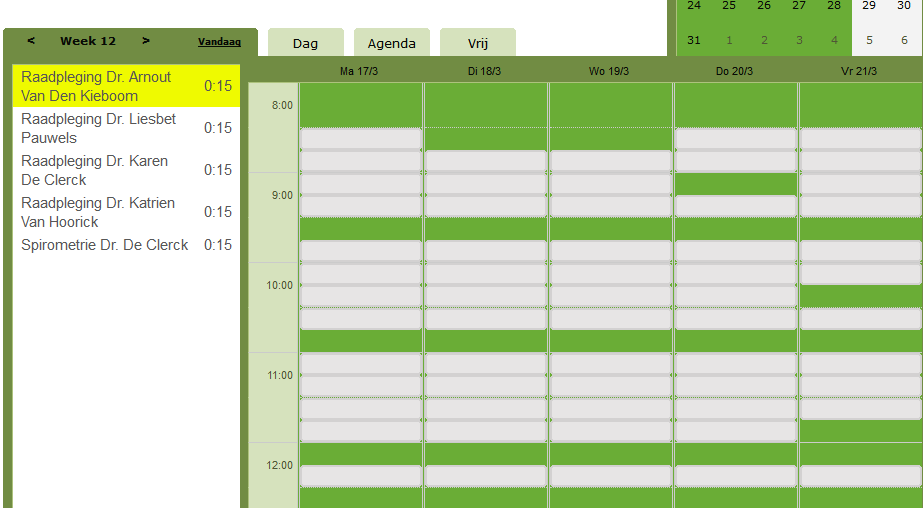 24 25 26 27 28 29 30
31 1 2 3 4 5 6
< Week 12 > Vandaag
Dag Agenda Vrij
Ma 17/3 Di 18/3 Wo 19/3 Do 20/3 Vr 21/3
Raadpleging Dr. Arnout
Van Den Kieboom 0:15
Raadpleging Dr. Liesbet
Pauwels 0:15
Raadpleging Dr. Karen
De Clerck 0:15
Raadpleging Dr. Katrien
Van Hoorick 0:15
Spirometrie Dr. De Clerck 0:15
8:00
9:00
10:00
11:00
12:00